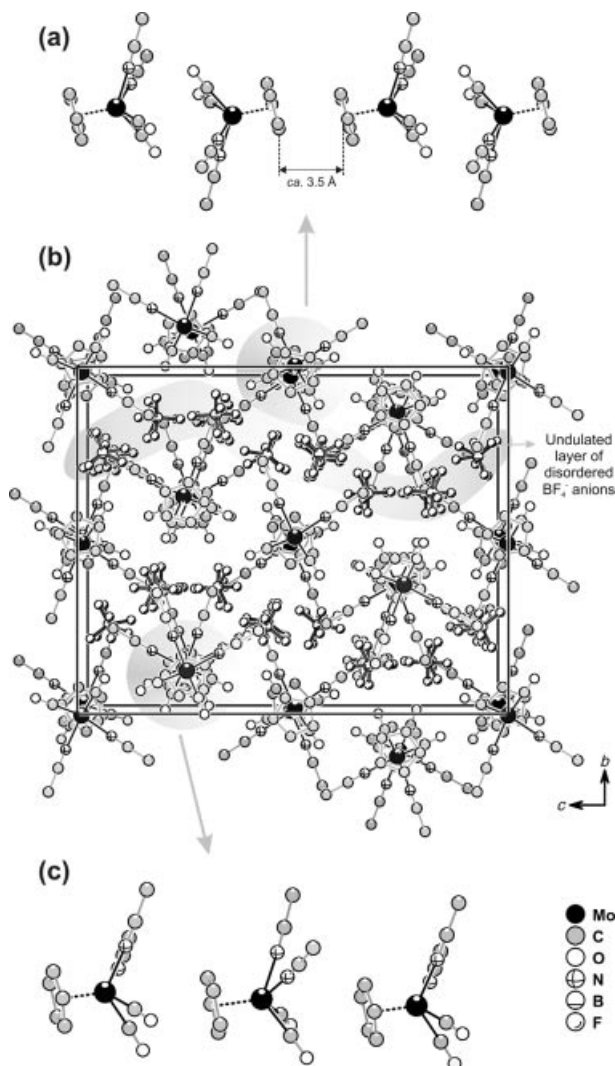 (a)
ca. 3.5 Å
(b)
Undulated
layer of
disordered
BF₄⁻ anions
b
c
(c)
Mo
C
O
N
B
F